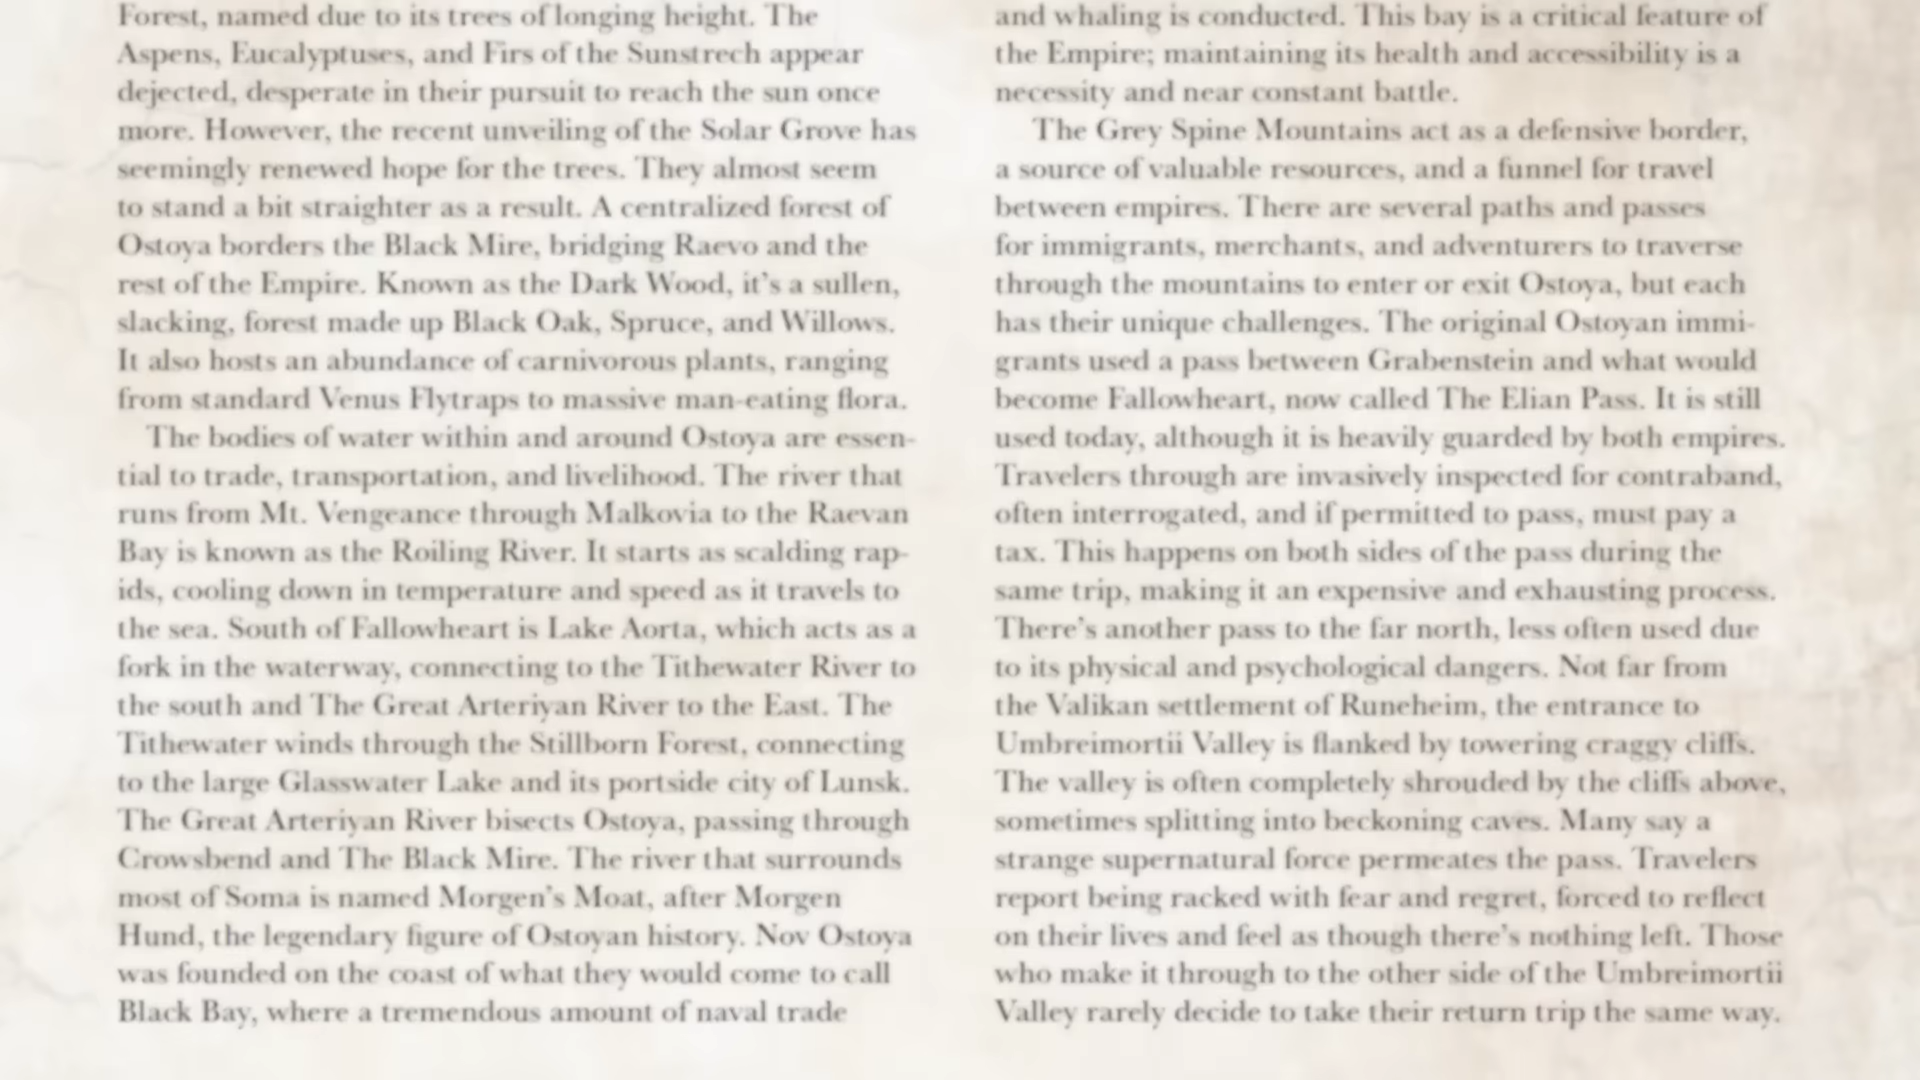 Forest, named due to its trees of longing height. The
Aspens, Eucalyptuses, and Firs of the Sunstrech appear
dejected, desperate in their pursuit to reach the sun once
more. However, the recent unveiling of the Solar Grove has
seemingly renewed hope for the trees. They almost seem
to stand a bit straighter as a result. A centralized forest of
Ostoya borders the Black Mire, bridging Raevo and the
rest of the Empire. Known as the Dark Wood, it's a sullen,
slacking, forest made up Black Oak, Spruce, and Willows.
It also hosts an abundance of carnivorous plants, ranging
from standard Venus Flytraps to massive man-eating flora.
The bodies of water within and around Ostoya are essen-
tial to trade, transportation, and livelihood. The river that
runs from Mt. Vengeance through Malkovia to the Raevan
Bay is known as the Roiling River. It starts as scalding rap-
ids, cooling down in temperature and speed as it travels to
the sea. South of Fallowheart is Lake Aorta, which acts as a
fork in the waterway, connecting to the Tithewater River to
the south and The Great Arteriyan River to the East. The
Tithewater winds through the Stillborn Forest, connecting
to the large Glasswater Lake and its portside city of Lunsk.
The Great Arteriyan River bisects Ostoya, passing through
Crowsbend and The Black Mire. The river that surrounds
most of Soma is named Morgen's Moat, after Morgen
Hund, the legendary figure of Ostoyan history. Nov Ostoya
was founded on the coast of what they would come to call
Black Bay, where a tremendous amount of naval trade
and whaling is conducted. This bay is a critical feature of
the Empire; maintaining its health and accessibility is a
necessity and near constant battle.
The Grey Spine Mountains act as a defensive border,
a source of valuable resources, and a funnel for travel
between empires. There are several paths and passes
for immigrants, merchants, and adventurers to traverse
through the mountains to enter or exit Ostoya, but each
has their unique challenges. The original Ostoyan immi-
grants used a pass between Grabenstein and what would
become Fallowheart, now called The Elian Pass. It is still
used today, although it is heavily guarded by both empires.
Travelers through are invasively inspected for contraband,
often interrogated, and if permitted to pass, must pay a
tax. This happens on both sides of the pass during the
same trip, making it an expensive and exhausting process.
There's another pass to the far north, less often used due
to its physical and psychological dangers. Not far from
the Valikan settlement of Runeheim, the entrance to
Umbreimortii Valley is flanked by towering craggy cliffs.
The valley is often completely shrouded by the cliffs above,
sometimes splitting into beckoning caves. Many say a
strange supernatural force permeates the pass. Travelers
report being racked with fear and regret, forced to reflect
on their lives and feel as though there's nothing left. Those
who make it through to the other side of the Umbreimortii
Valley rarely decide to take their return trip the same way.